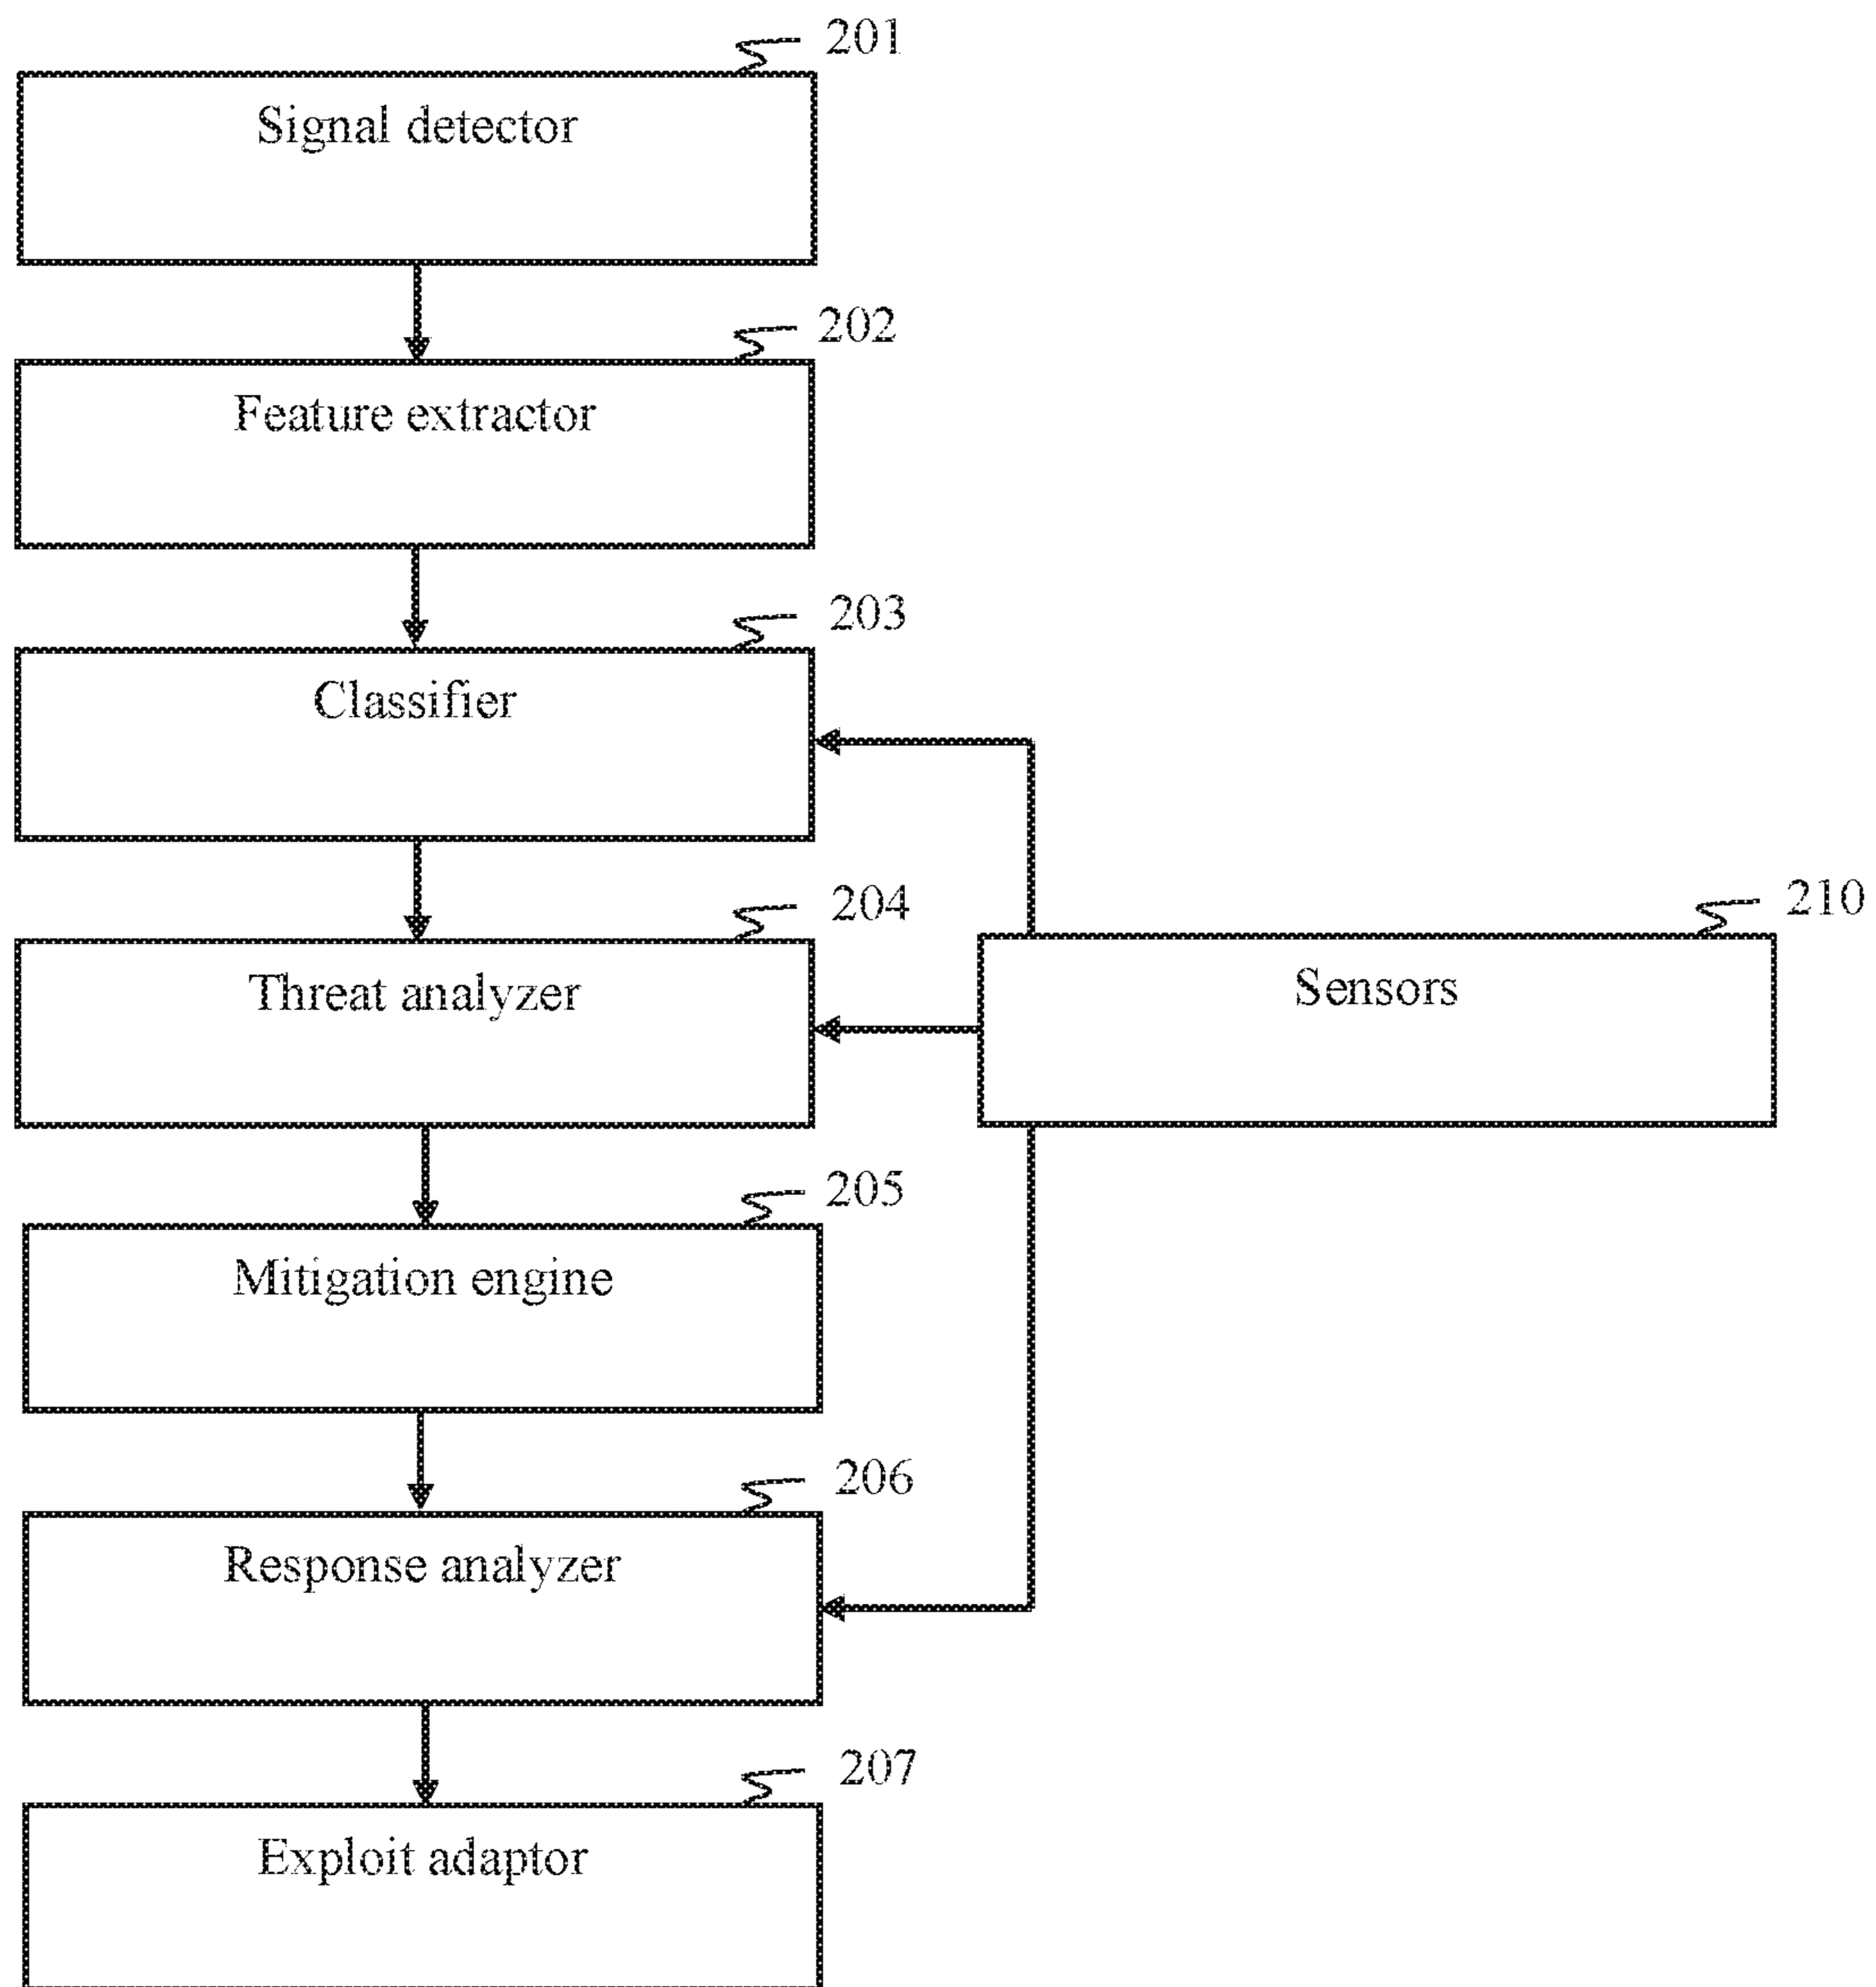 201
Signal detector
202
Feature extractor
203
Classifier
204
Threat analyzer
210
Sensors
205
Mitigation engine
206
Response analyzer
207
Exploit adaptor